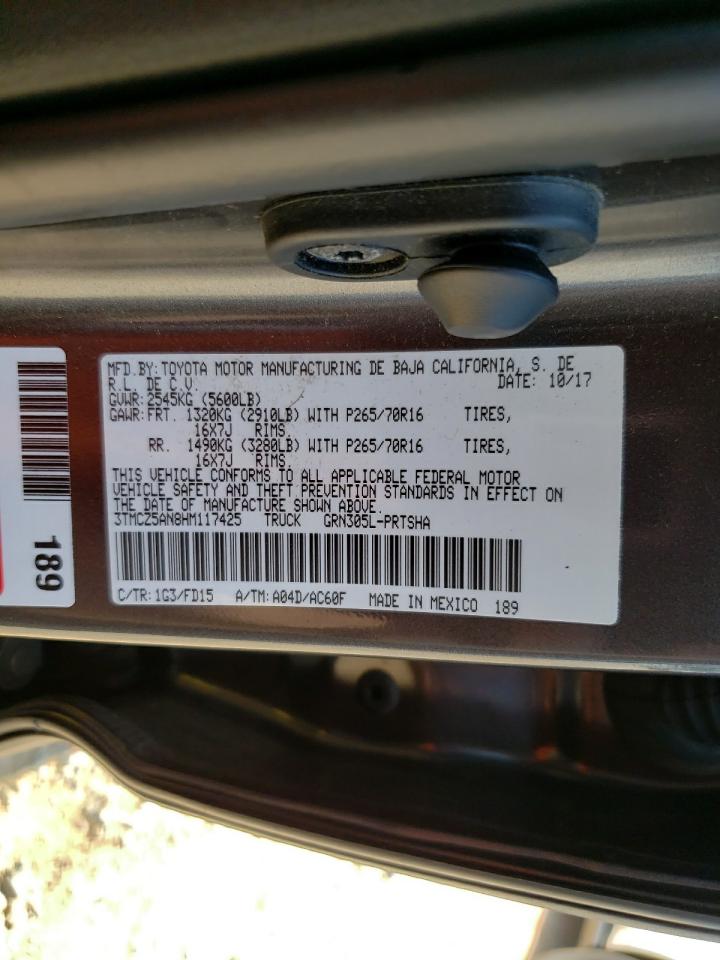 MFD.BY:TOYOTA MOTOR MANUFACTURING DE BAJA CALIFORNIA, S. DE
R.L. DE C.V.
DATE: 10/17
GVWR:2545KG (5600LB)
GAWR:FRT. 1320KG (2910LB) WITH P265/70R16 TIRES,
16X7J RIMS.
RR. 1490KG (3280LB) WITH P265/70R16 TIRES,
16X7J RIMS.
THIS VEHICLE CONFORMS TO ALL APPLICABLE FEDERAL MOTOR
VEHICLE SAFETY AND THEFT PREVENTION STANDARDS IN EFFECT ON
THE DATE OF MANUFACTURE SHOWN ABOVE.
3TMCZ5AN8HM117425 TRUCK GRN305L-PRTSHA
C/TR:1G3/FD15 A/TM:A04D/AC60F MADE IN MEXICO 189
189